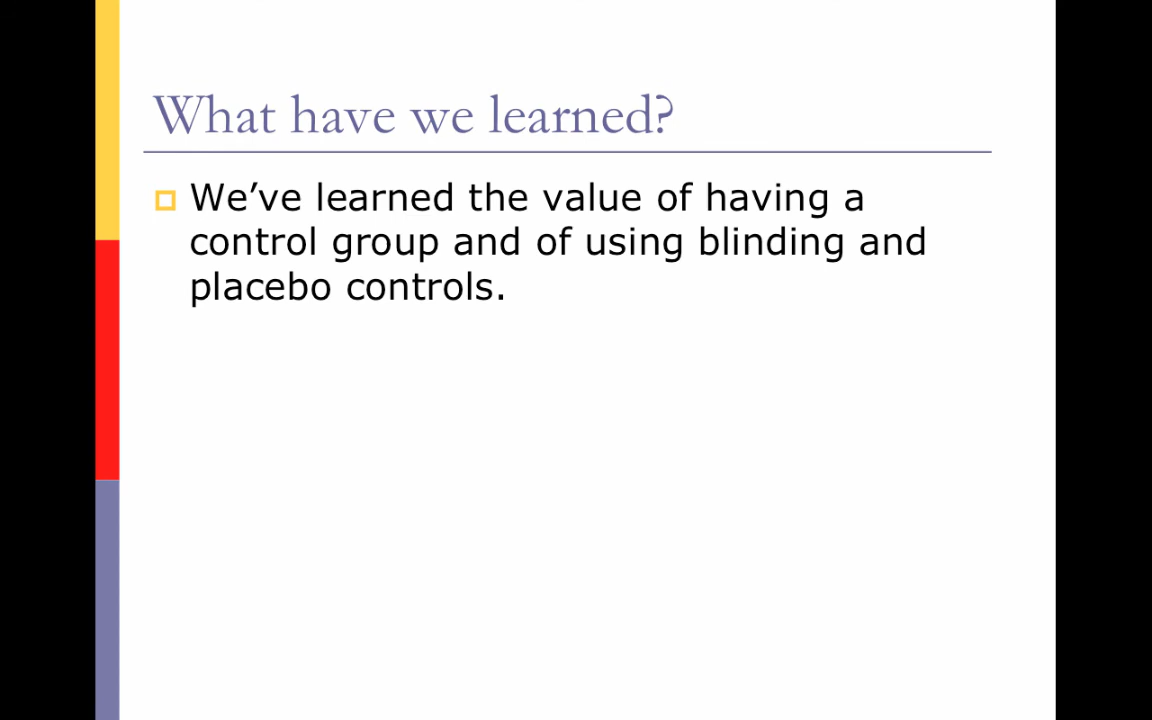 What have we learned?
We’ve learned the value of having a
control group and of using blinding and
placebo controls.